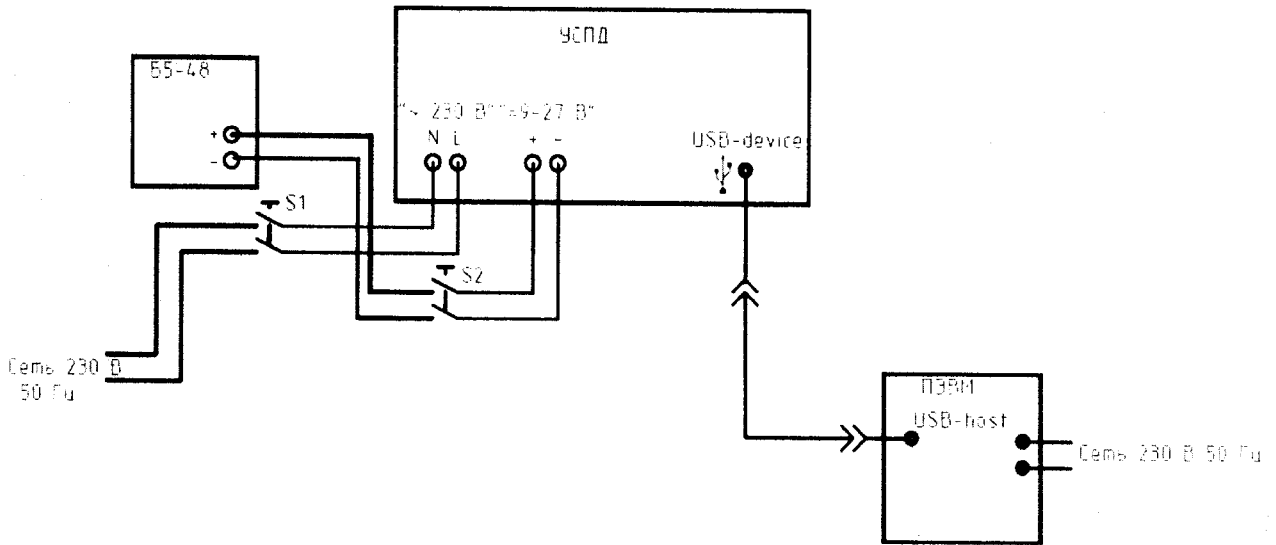 УСПД
Б5-48
"~ 230 В" "=9-27 В"
N L + -
+
-
USB-device
S1
S2
Сеть 230 В
50 Гц
ПЭВМ
USB-host
Сеть 230 В 50 Гц